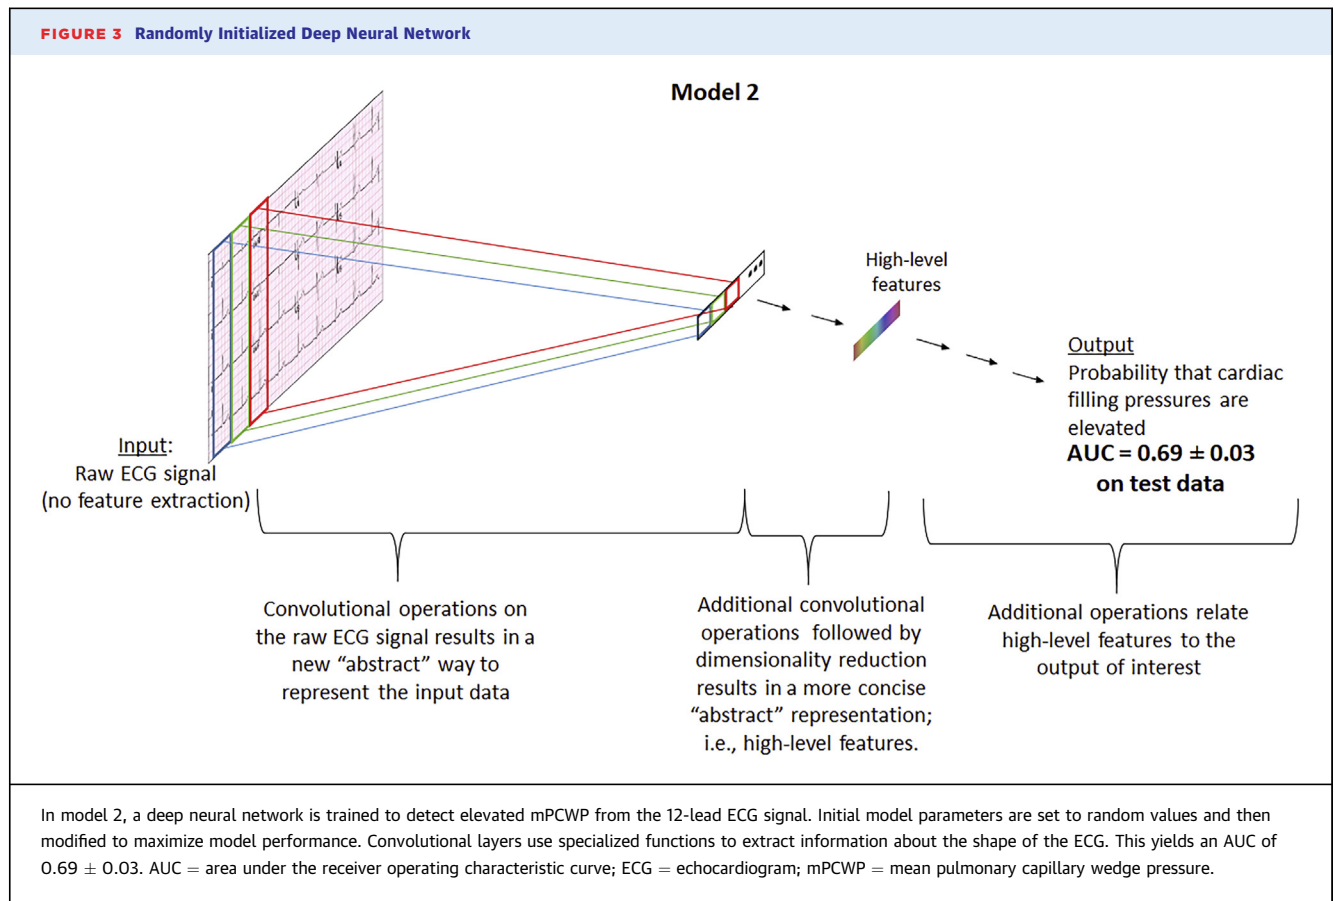 FIGURE 3 Randomly Initialized Deep Neural Network
Model 2
High-level
features
Input:
Raw ECG signal
(no feature extraction)
Output
Probability that cardiac
filling pressures are
elevated
AUC = 0.69 ± 0.03
on test data
Convolutional operations on
the raw ECG signal results in a
new “abstract” way to
represent the input data
Additional convolutional
operations followed by
dimensionality reduction
results in a more concise
“abstract” representation;
i.e., high-level features.
Additional operations relate
high-level features to the
output of interest
In model 2, a deep neural network is trained to detect elevated mPCWP from the 12-lead ECG signal. Initial model parameters are set to random values and then
modified to maximize model performance. Convolutional layers use specialized functions to extract information about the shape of the ECG. This yields an AUC of
0.69 ± 0.03. AUC = area under the receiver operating characteristic curve; ECG = echocardiogram; mPCWP = mean pulmonary capillary wedge pressure.